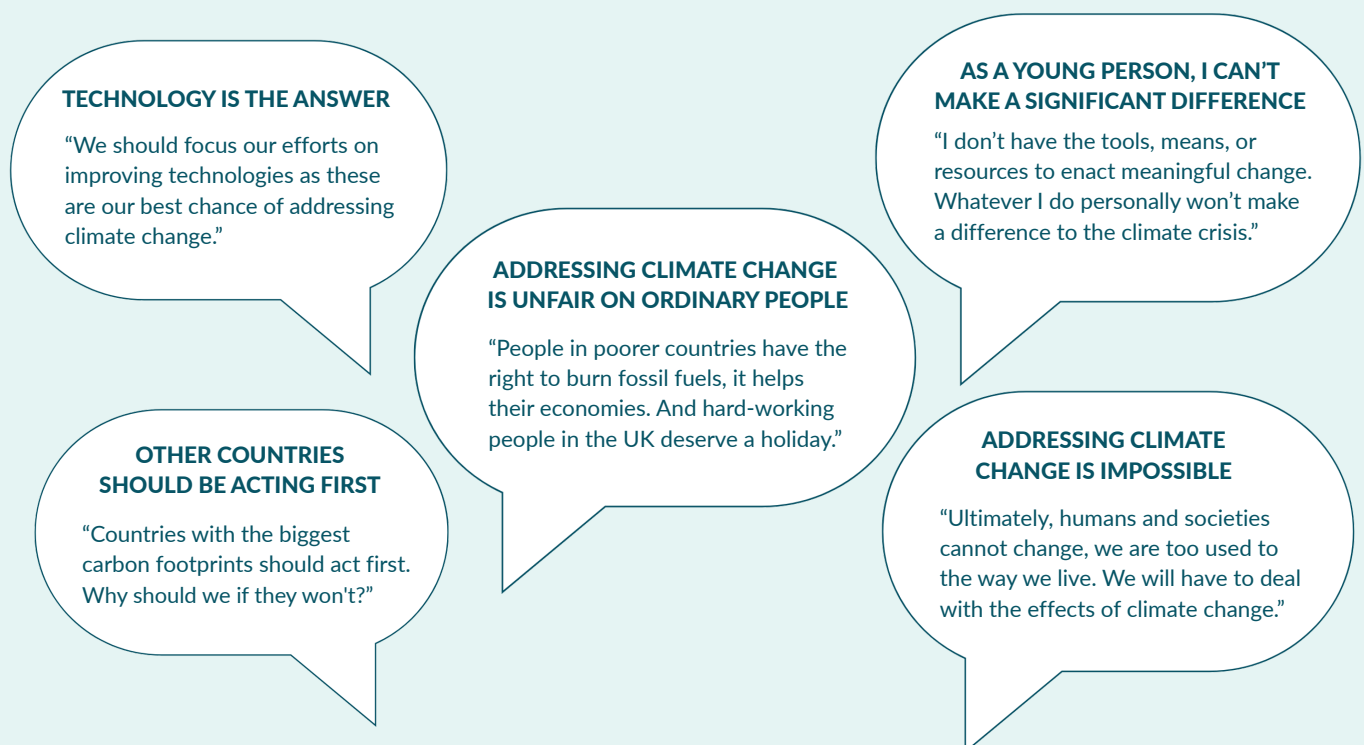 TECHNOLOGY IS THE ANSWER
“We should focus our efforts on
improving technologies as these
are our best chance of addressing
climate change.”
AS A YOUNG PERSON, I CAN’T
MAKE A SIGNIFICANT DIFFERENCE
“I don’t have the tools, means, or
resources to enact meaningful change.
Whatever I do personally won’t make
a difference to the climate crisis.”
ADDRESSING CLIMATE CHANGE
IS UNFAIR ON ORDINARY PEOPLE
“People in poorer countries have the
right to burn fossil fuels, it helps
their economies. And hard-working
people in the UK deserve a holiday.”
OTHER COUNTRIES
SHOULD BE ACTING FIRST
“Countries with the biggest
carbon footprints should act first.
Why should we if they won't?”
ADDRESSING CLIMATE
CHANGE IS IMPOSSIBLE
“Ultimately, humans and societies
cannot change, we are too used to
the way we live. We will have to deal
with the effects of climate change.”